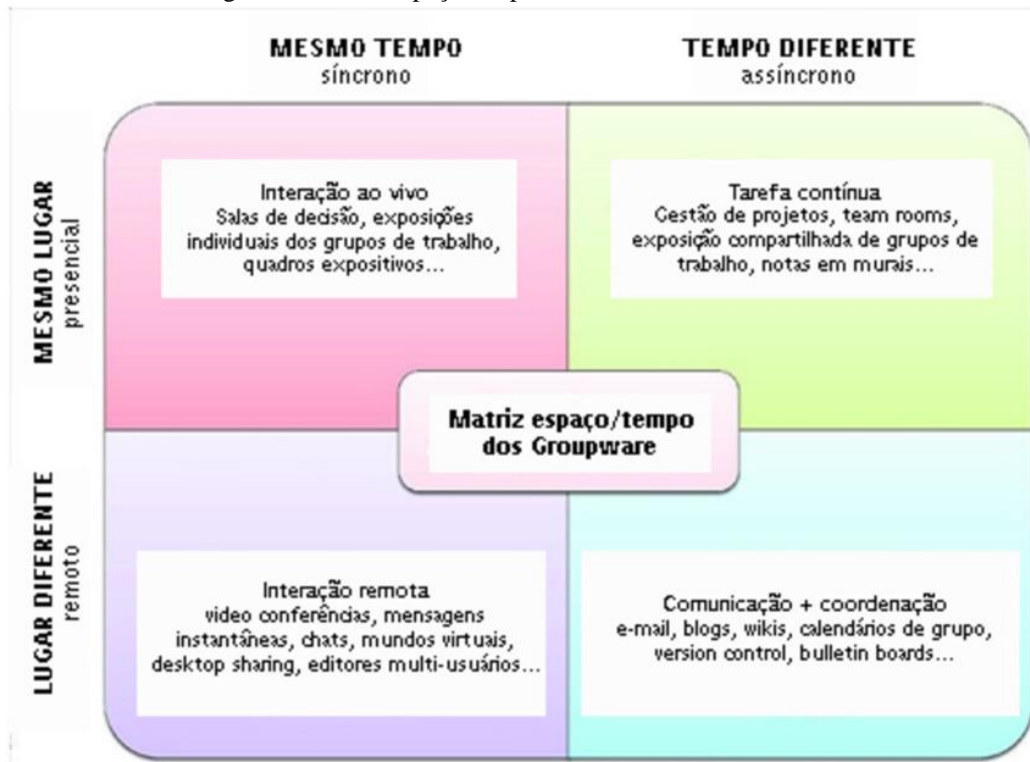 MESMO TEMPO
síncrono
TEMPO DIFERENTE
assíncrono
MESMO LUGAR
presencial
Interação ao vivo
Salas de decisão, exposições
individuais dos grupos de trabalho,
quadros expositivos...
Tarefa contínua
Gestão de projetos, team rooms,
exposição compartilhada de grupos de
trabalho, notas em murais...
Matriz espaço/tempo
dos Groupware
LUGAR DIFERENTE
remoto
Interação remota
video conferências, mensagens
instantâneas, chats, mundos virtuais,
desktop sharing, editores multi-usuários...
Comunicação + coordenação
e-mail, blogs, wikis, calendários de grupo,
version control, bulletin boards...